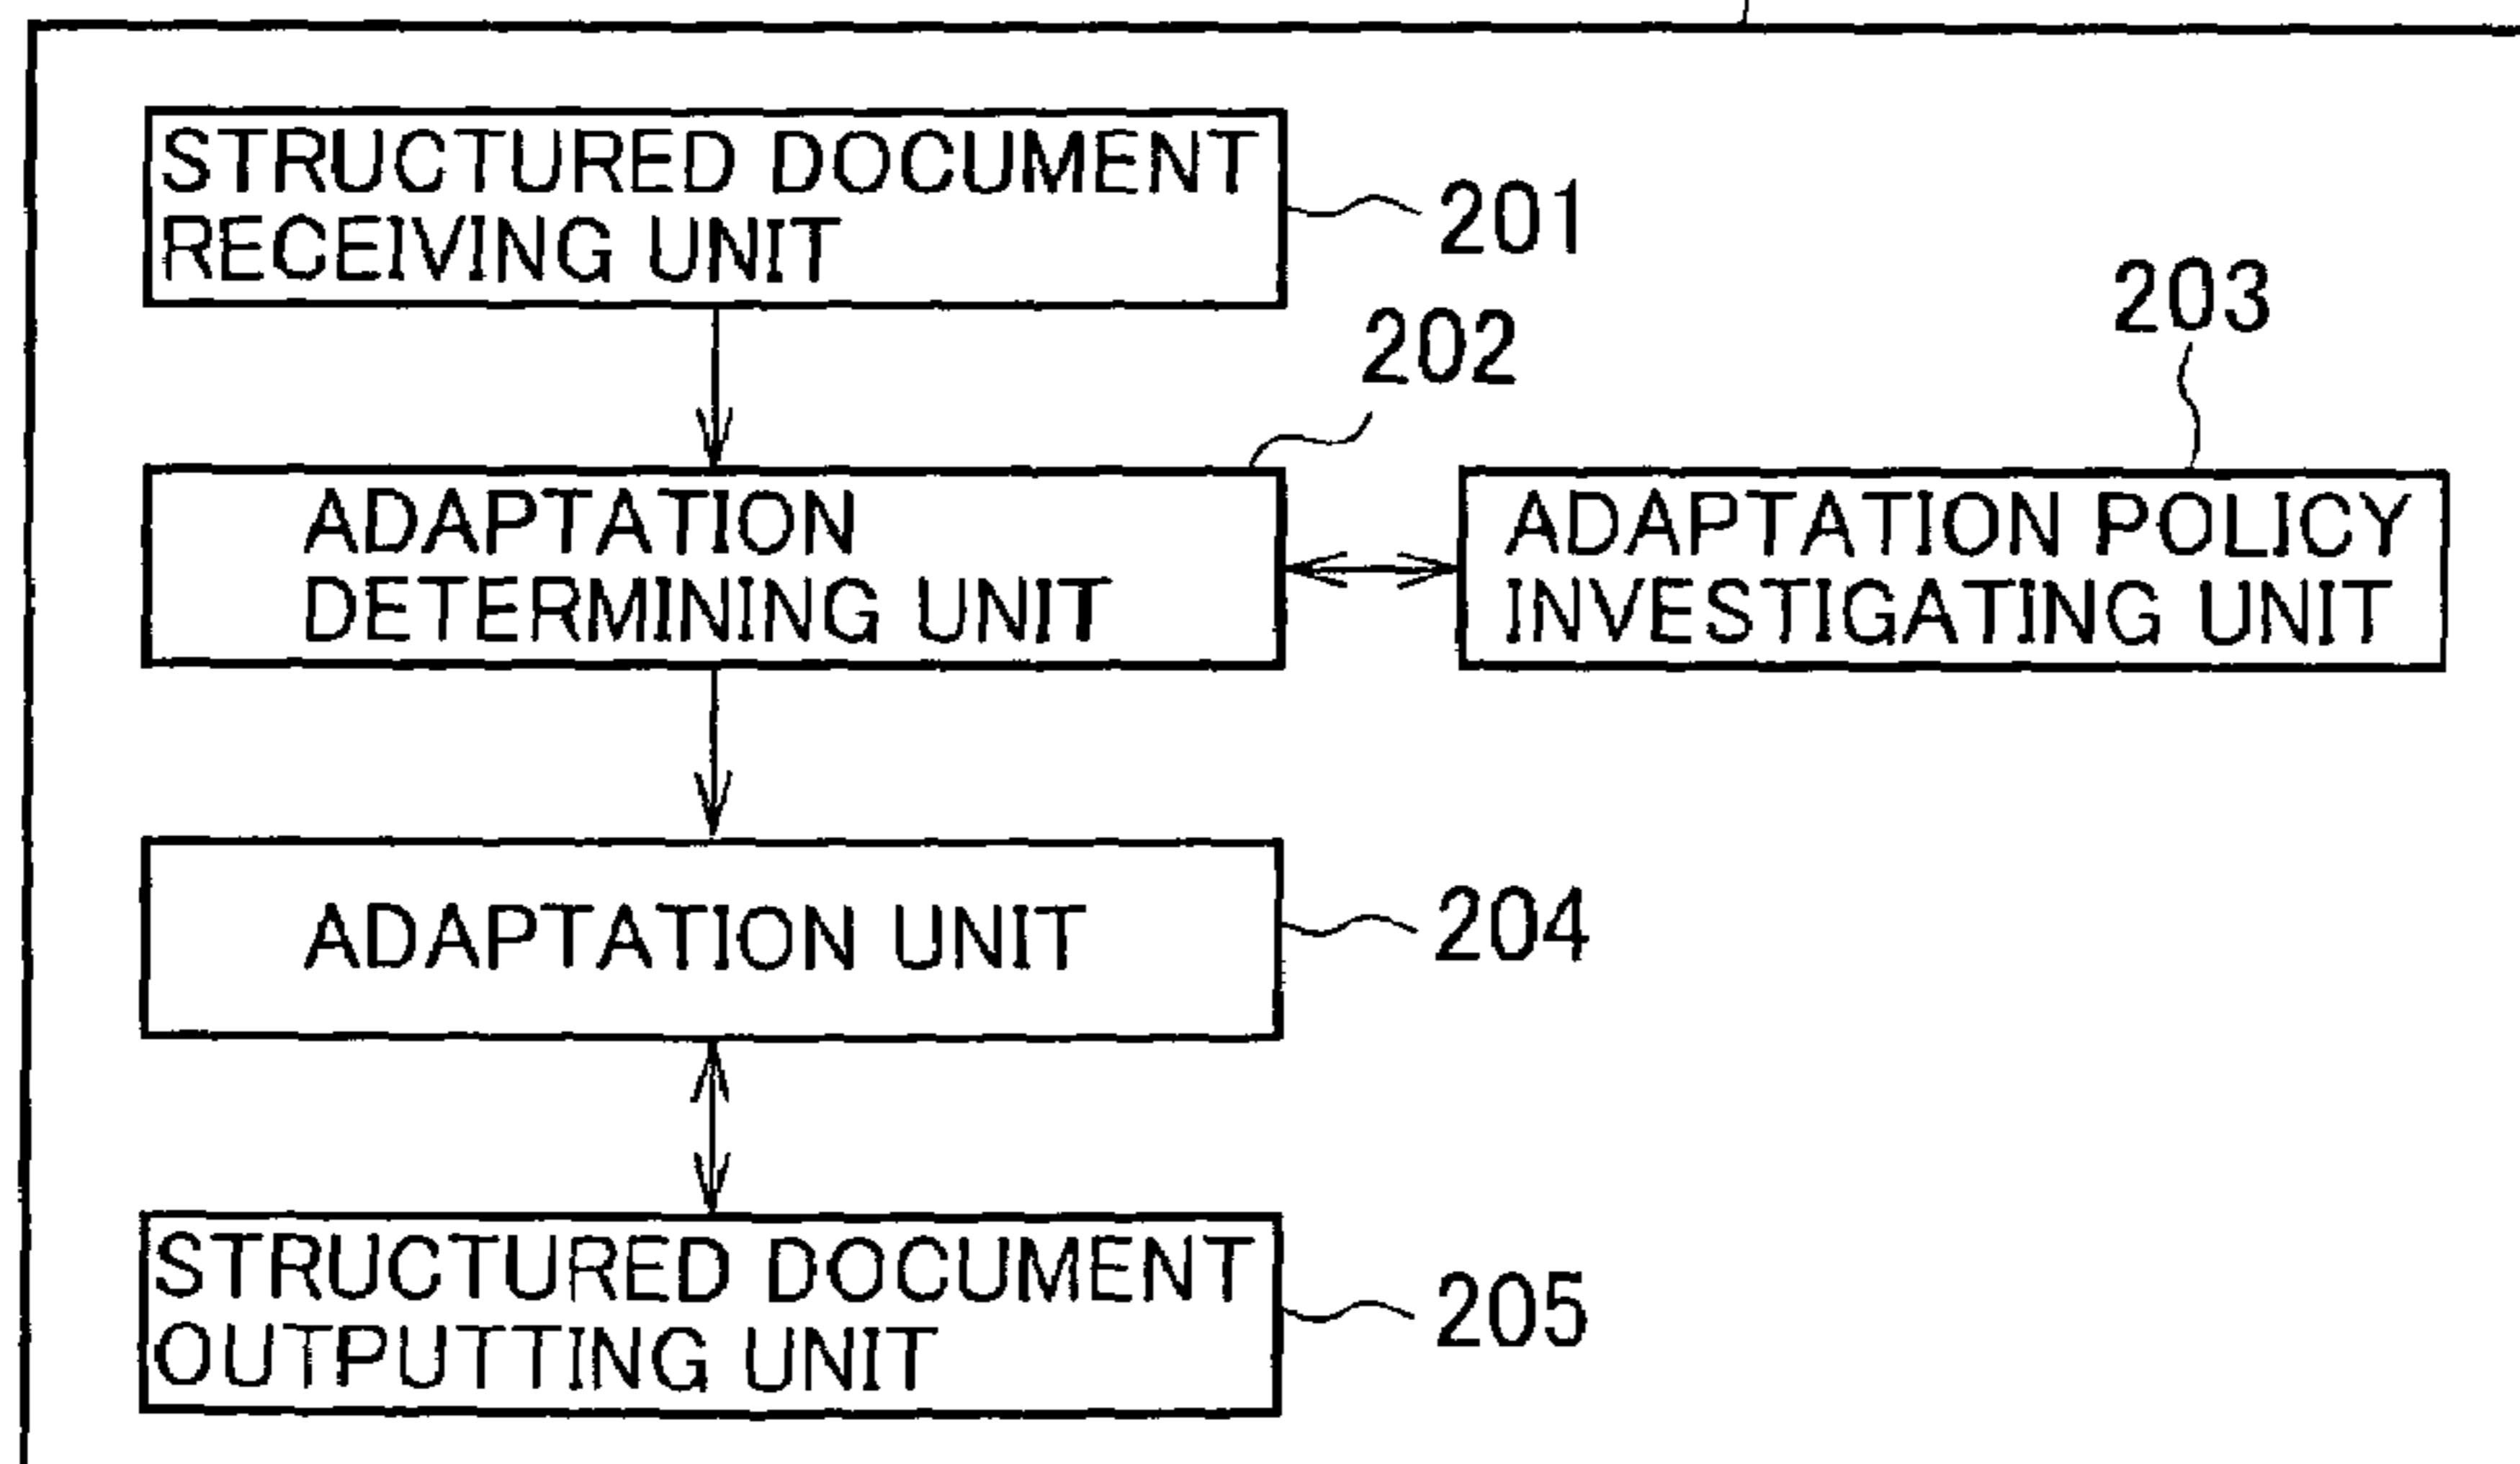 STRUCTURED DOCUMENT
RECEIVING UNIT
201
202
203
ADAPTATION
DETERMINING UNIT
ADAPTATION POLICY
INVESTIGATING UNIT
ADAPTATION UNIT
204
STRUCTURED DOCUMENT
OUTPUTTING UNIT
205